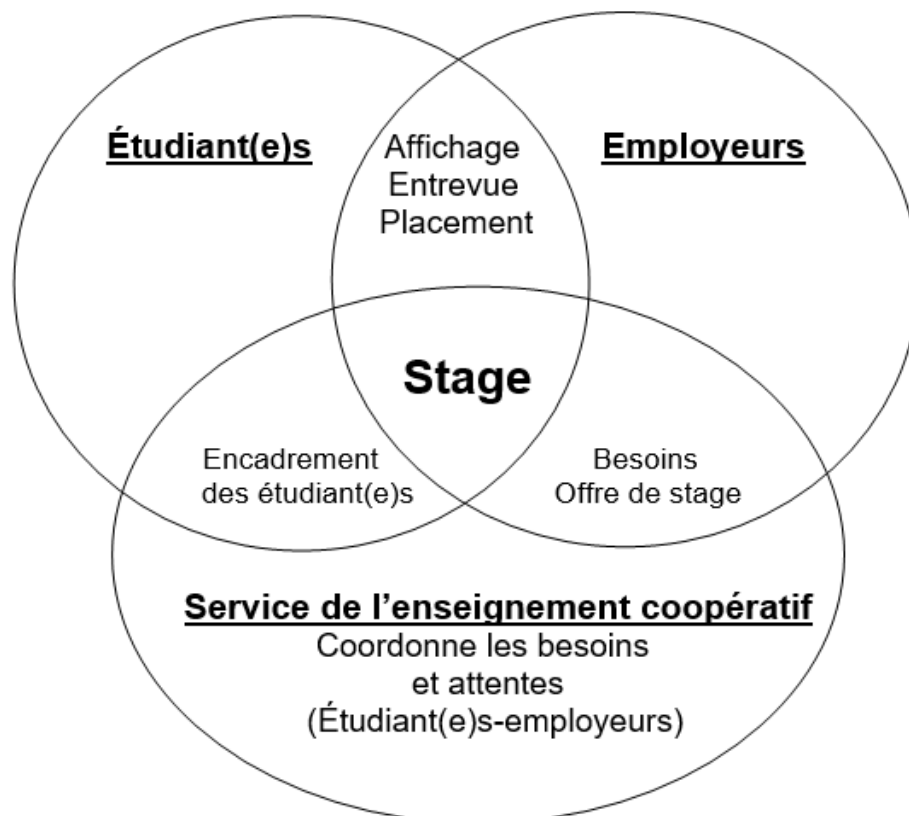 Étudiant(e)s
Affichage
Entrevue
Placement
Employeurs
Stage
Encadrement
des étudiant(e)s
Besoins
Offre de stage
Service de l'enseignement coopératif
Coordonne les besoins
et attentes
(Étudiant(e)s-employeurs)